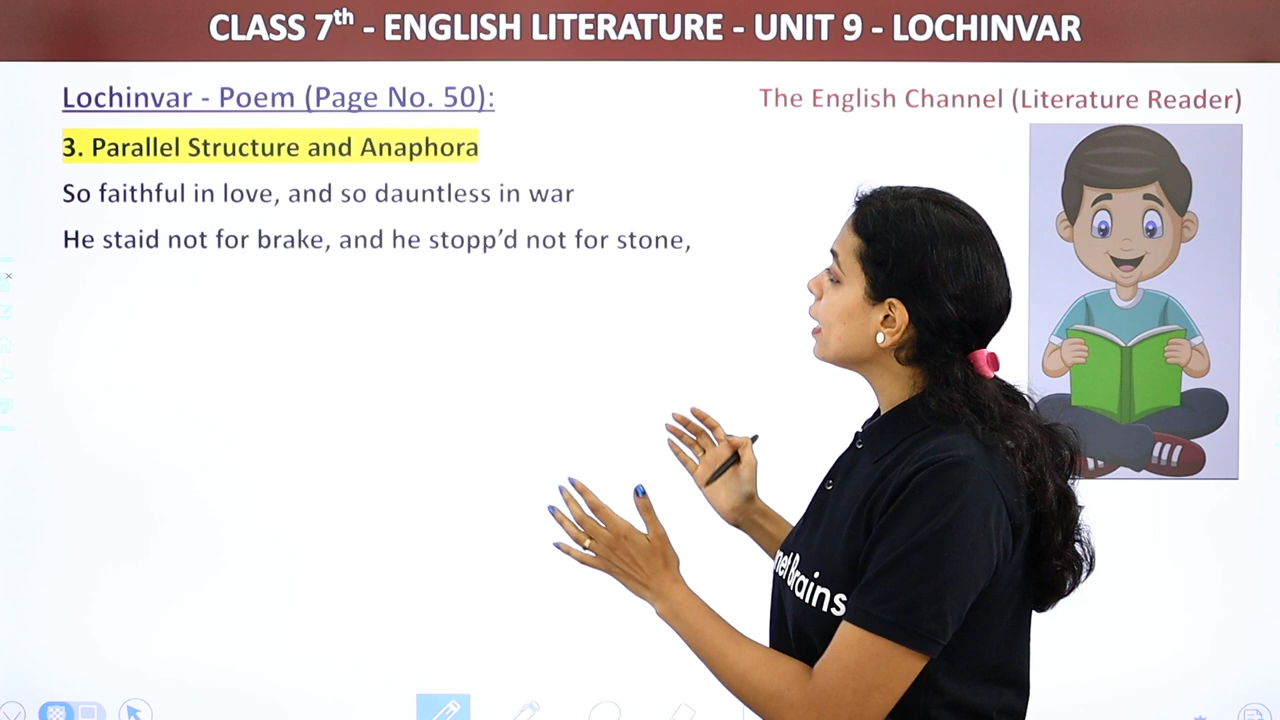 CLASS 7th - ENGLISH LITERATURE - UNIT 9 - LOCHINVAR
Lochinvar - Poem (Page No. 50):
The English Channel (Literature Reader)
3. Parallel Structure and Anaphora
So faithful in love, and so dauntless in war
He staid not for brake, and he stopp’d not for stone,
net Brains